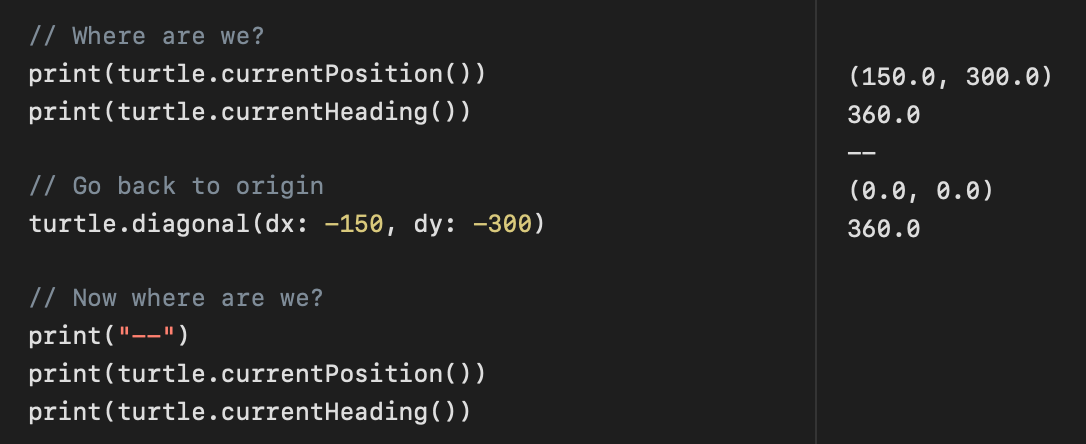 // Where are we?
print(turtle.currentPosition())
print(turtle.currentHeading())
// Go back to origin
turtle.diagonal(dx: -150, dy: -300)
// Now where are we?
print("--")
print(turtle.currentPosition())
print(turtle.currentHeading())
(150.0, 300.0)
360.0
--
(0.0, 0.0)
360.0